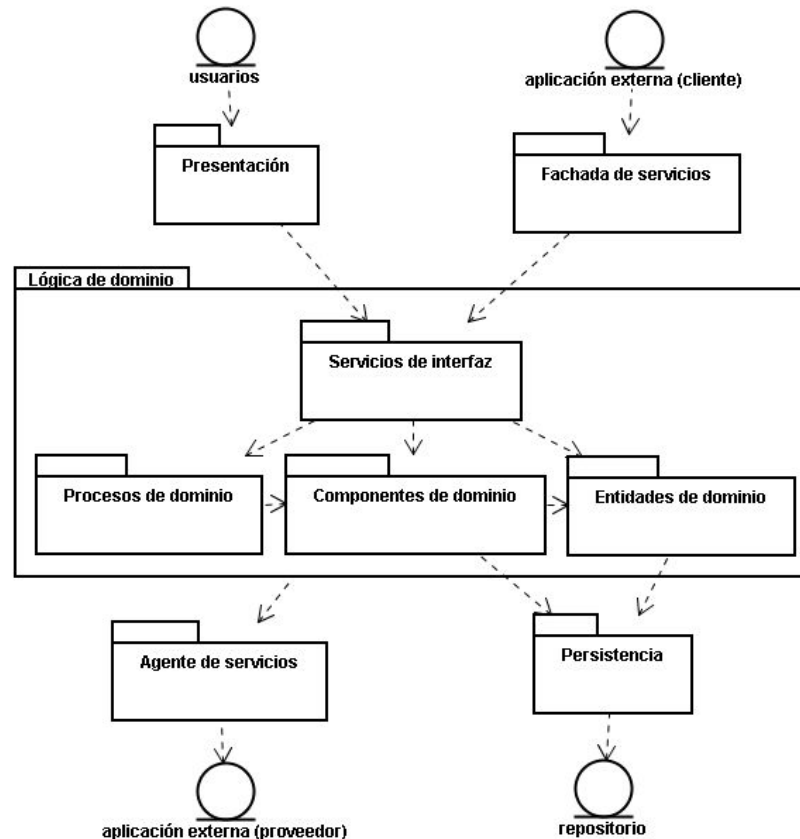 usuarios
aplicación externa (cliente)
Presentación
Fachada de servicios
Lógica de dominio
Servicios de interfaz
Procesos de dominio
Componentes de dominio
Entidades de dominio
Agente de servicios
Persistencia
aplicación externa (proveedor)
repositorio